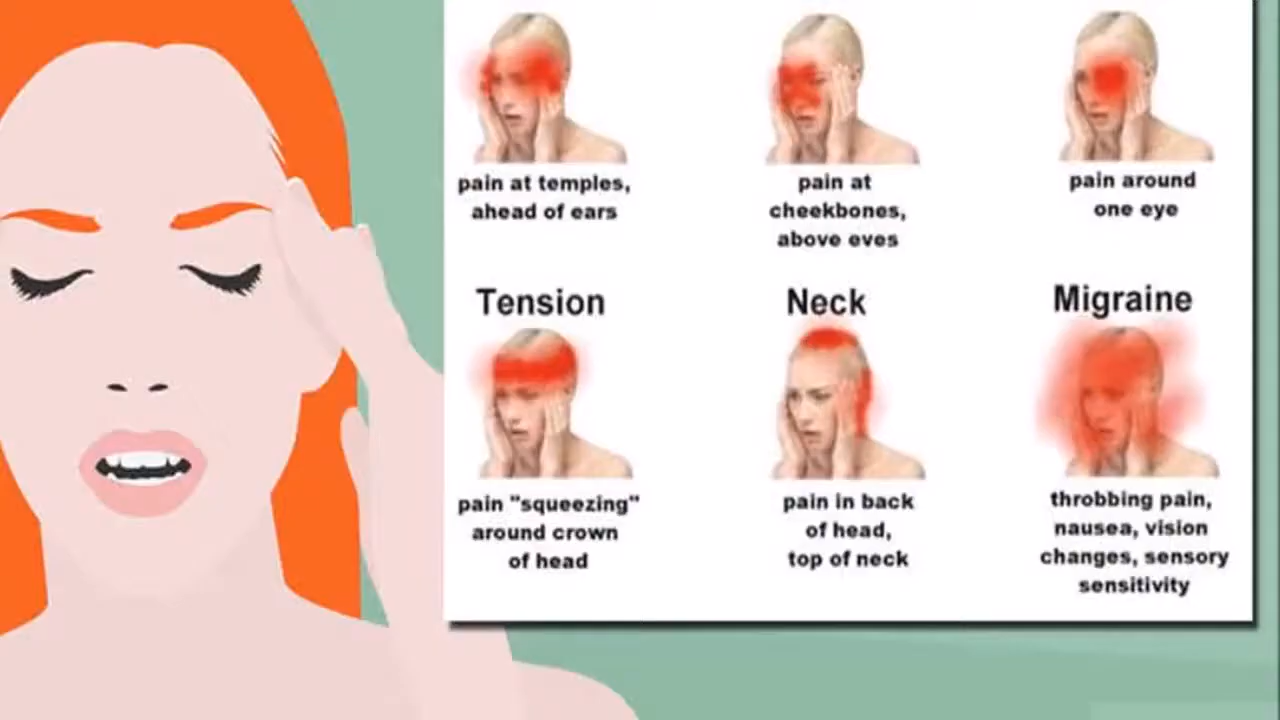 pain at temples,
ahead of ears
pain at
cheekbones,
above eves
pain around
one eye
Tension
Neck
Migraine
pain "squeezing"
around crown
of head
pain in back
of head,
top of neck
throbbing pain,
nausea, vision
changes, sensory
sensitivity